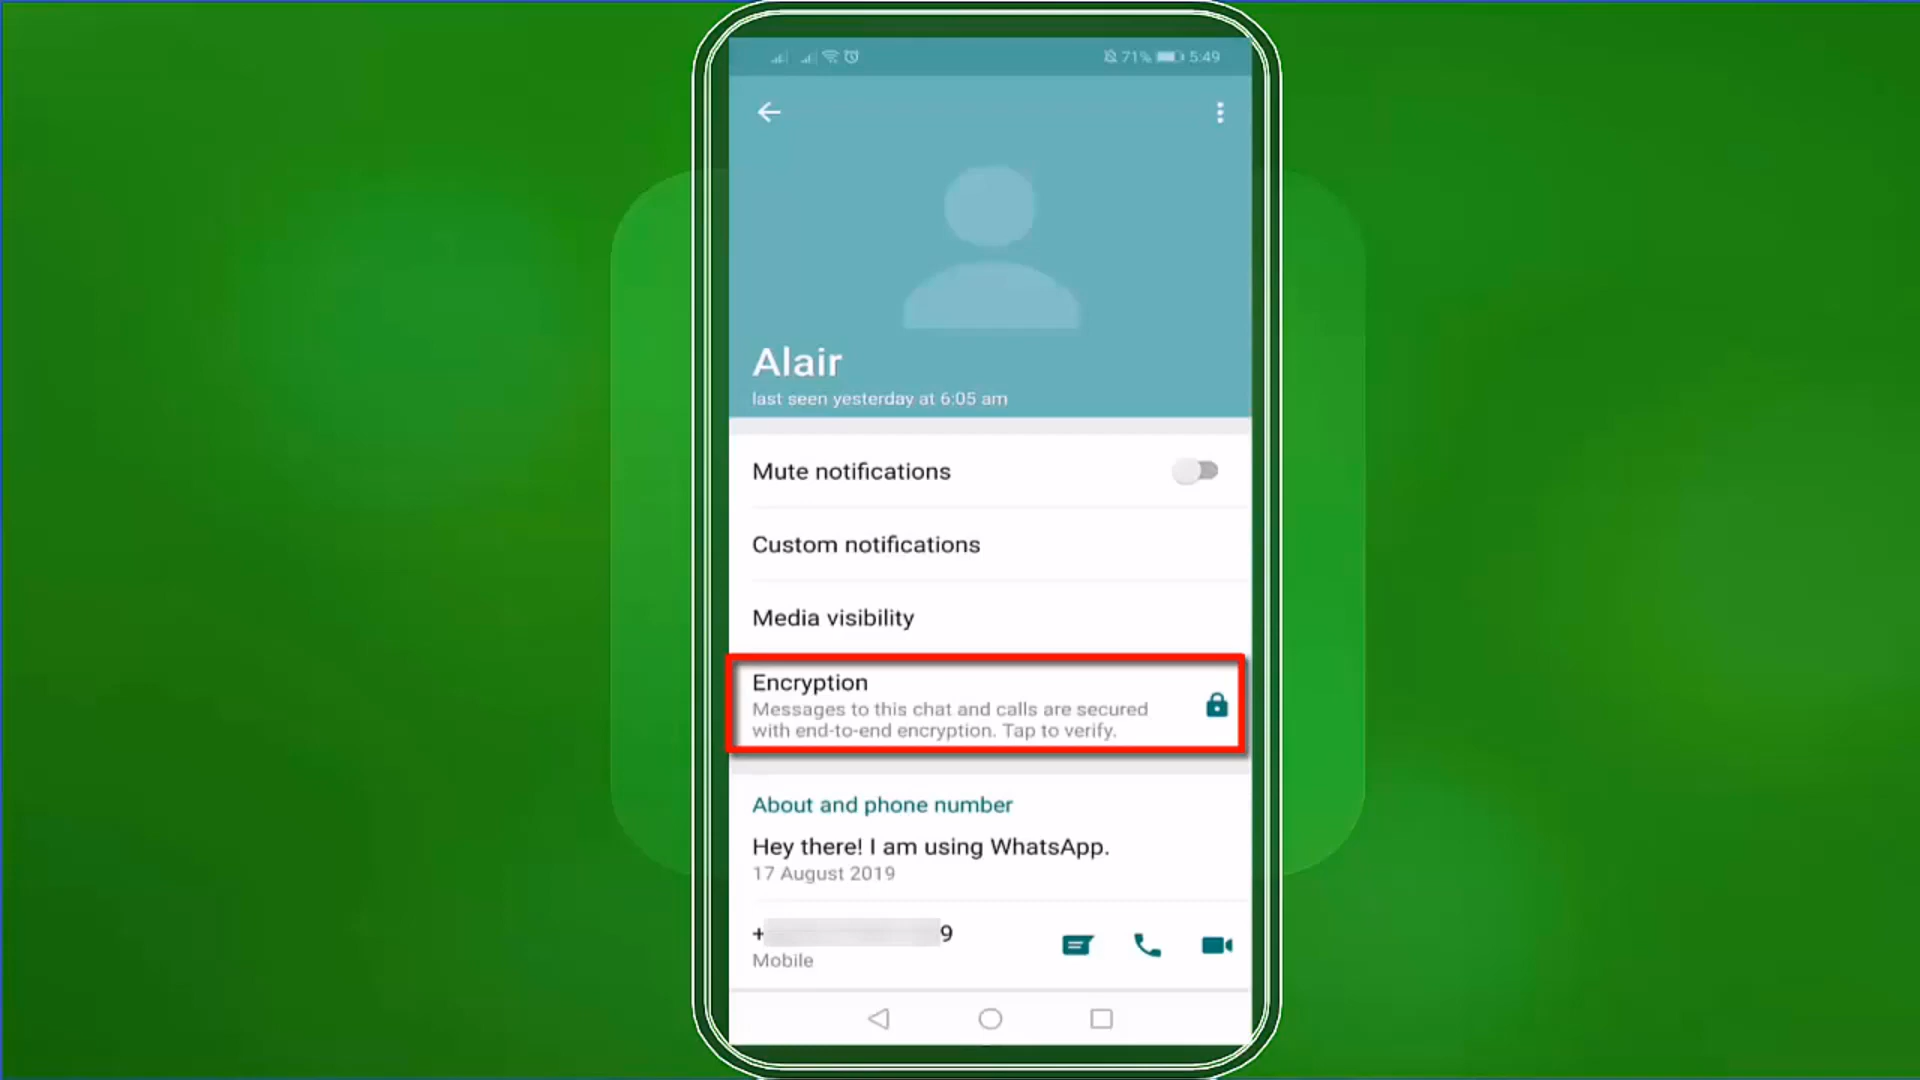 71% 5:49
Alair
last seen yesterday at 6:05 am
Mute notifications
Custom notifications
Media visibility
Encryption
Messages to this chat and calls are secured
with end-to-end encryption. Tap to verify.
About and phone number
Hey there! I am using WhatsApp.
17 August 2019
+ 9
Mobile